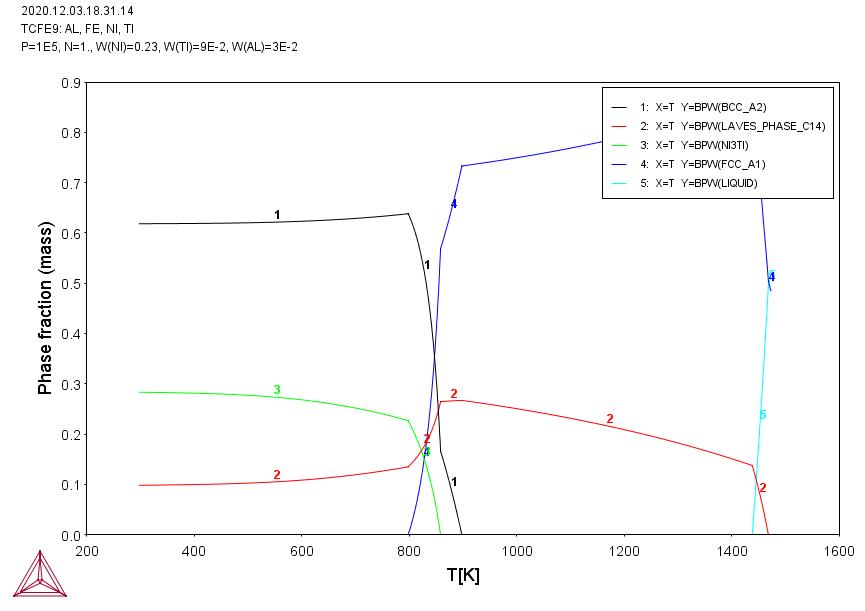 2020.12.03.18.31.14
TCFE9: AL, FE, NI, TI
P=1E5, N=1., W(NI)=0.23, W(TI)=9E-2, W(AL)=3E-2
1: X=T Y=BPW(BCC_A2)
2: X=T Y=BPW(LAVES_PHASE_C14)
3: X=T Y=BPW(NI3TI)
4: X=T Y=BPW(FCC_A1)
5: X=T Y=BPW(LIQUID)
Phase fraction (mass)
0.9
0.8
0.7
0.6
0.5
0.4
0.3
0.2
0.1
0.0
1
1
4
4
3
2
2
2
2
4
5
1
2
200 400 600 800 1000 1200 1400 1600
T[K]